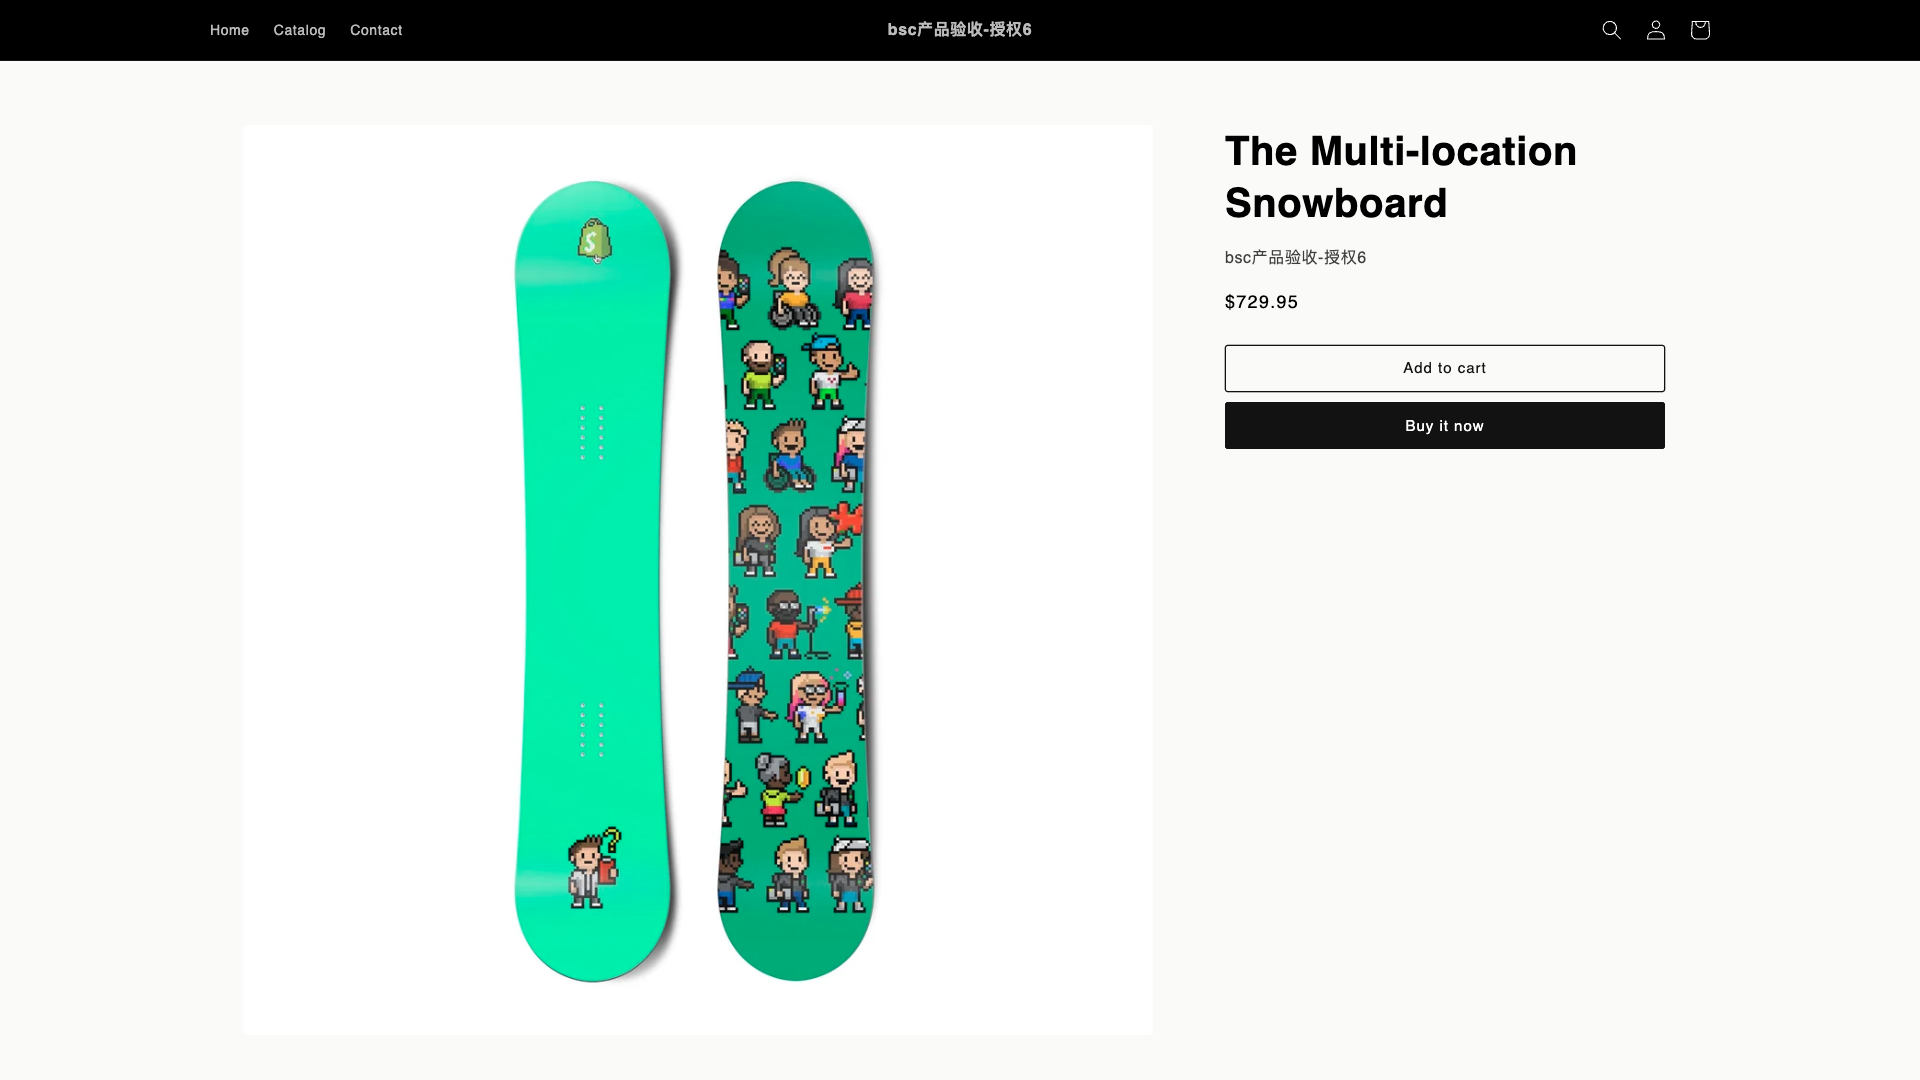 Home
Catalog
Contact
bsc产品验收-授权6
The Multi-location
Snowboard
bsc产品验收-授权6
$729.95
Add to cart
Buy it now